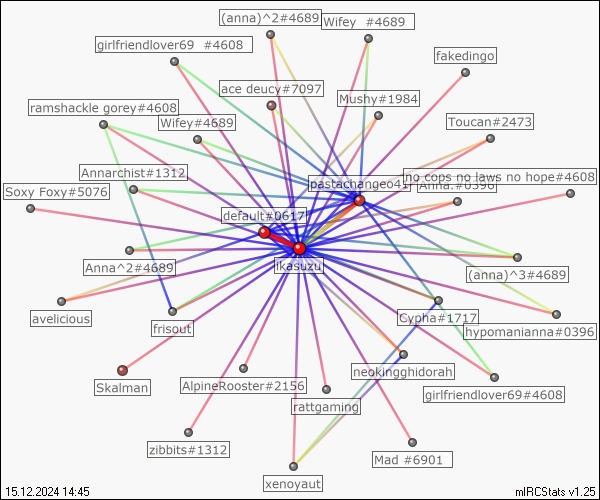 (anna)^2#4689
Wifey  #4689
girlfriendlover69  #4608
fakedingo
ace deucy#7097
Mushy#1984
ramshackle gorey#4608
Wifey#4689
Toucan#2473
Annarchist#1312
no cops no laws no hope#4608
pastachangeo41
Anna.#0396
Soxy Foxy#5076
default#0617
ikasuzu
Anna^2#4689
(anna)^3#4689
avelicious
frisout
Cypha#1717
hypomanianna#0396
Skalman
AlpineRooster#2156
neokingghidorah
girlfriendlover69#4608
rattgaming
zibbits#1312
Mad #6901
xenoyaut
15.12.2024 14:45
mIRCStats v1.25